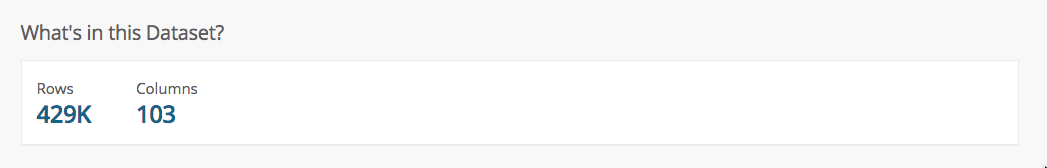 What's in this Dataset?
Rows Columns
429K 103